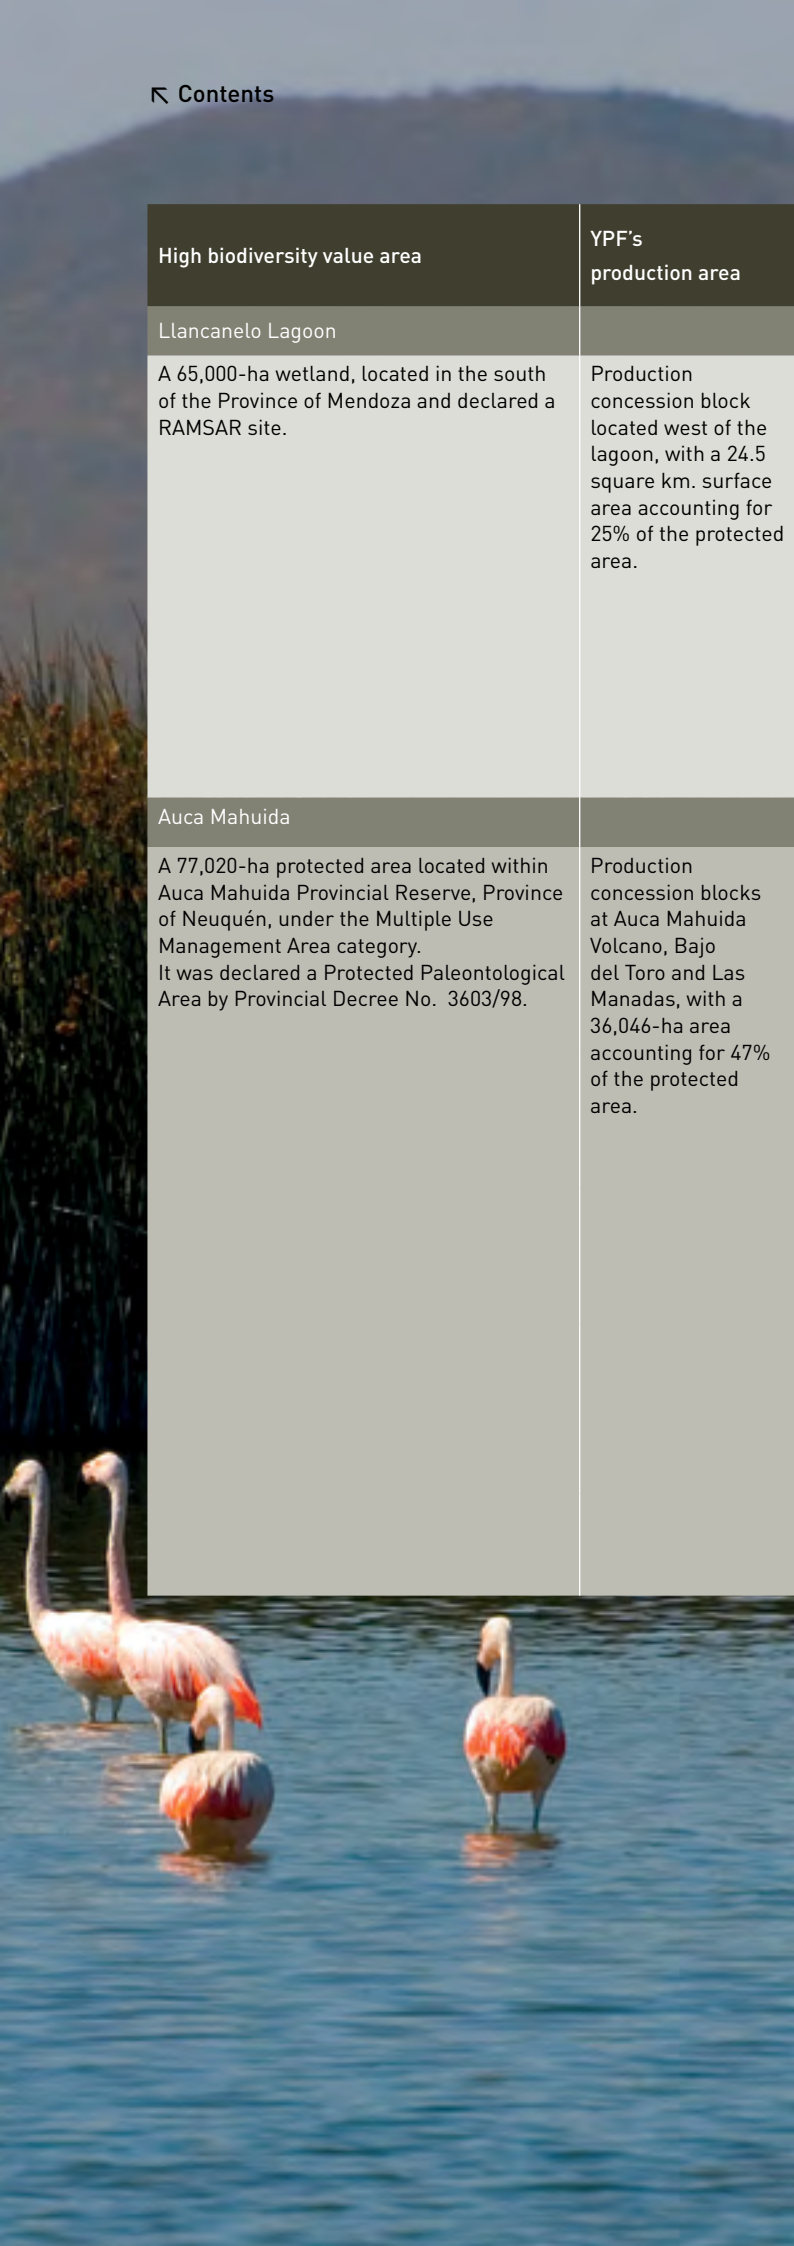 Contents
High biodiversity value area
YPF’s
production area
Llancanelo Lagoon
A 65,000-ha wetland, located in the south
of the Province of Mendoza and declared a
RAMSAR site.
Production
concession block
located west of the
lagoon, with a 24.5
square km. surface
area accounting for
25% of the protected
area.
Auca Mahuida
A 77,020-ha protected area located within
Auca Mahuida Provincial Reserve, Province
of Neuquén, under the Multiple Use
Management Area category.
It was declared a Protected Paleontological
Area by Provincial Decree No.  3603/98.
Production
concession blocks
at Auca Mahuida
Volcano, Bajo
del Toro and Las
Manadas, with a
36,046-ha area
accounting for 47%
of the protected
area.